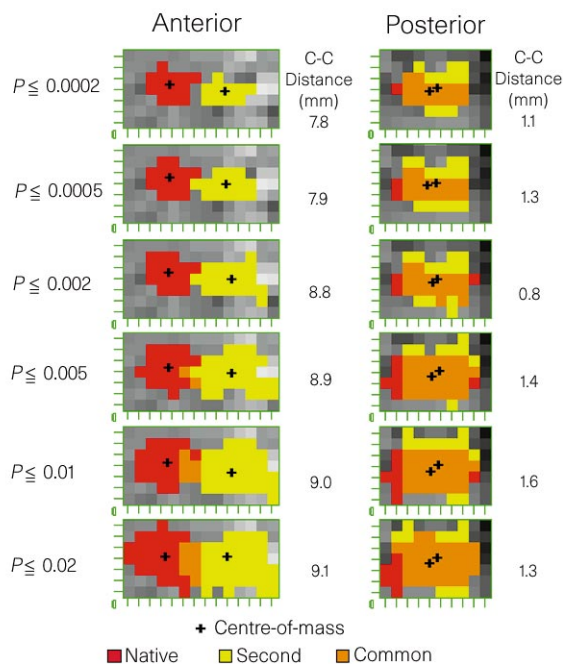 Anterior Posterior
C-C Distance (mm) C-C Distance (mm)
P ≦ 0.0002 7.8 1.1
P ≦ 0.0005 7.9 1.3
P ≦ 0.002 8.8 0.8
P ≦ 0.005 8.9 1.4
P ≦ 0.01 9.0 1.6
P ≦ 0.02 9.1 1.3
+ Centre-of-mass
Native Second Common